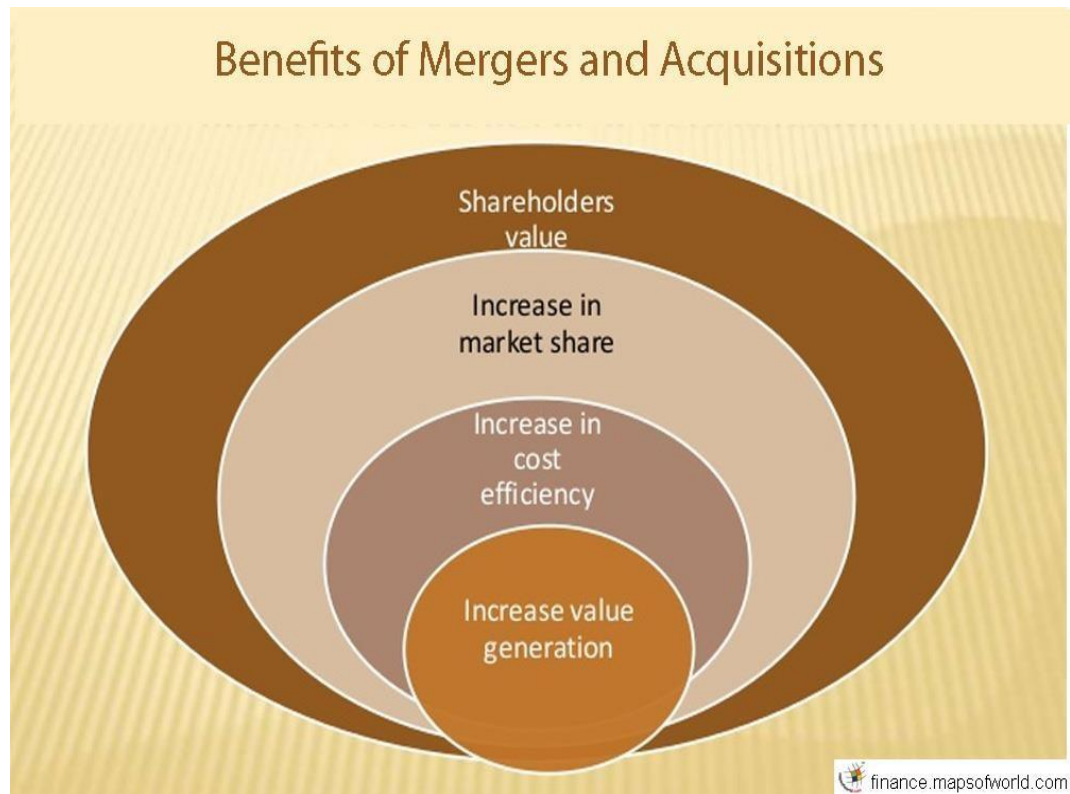 Benefits of Mergers and Acquisitions
Shareholders
value
Increase in
market share
Increase in
cost
efficiency
Increase value
generation
finance.mapsofworld.com